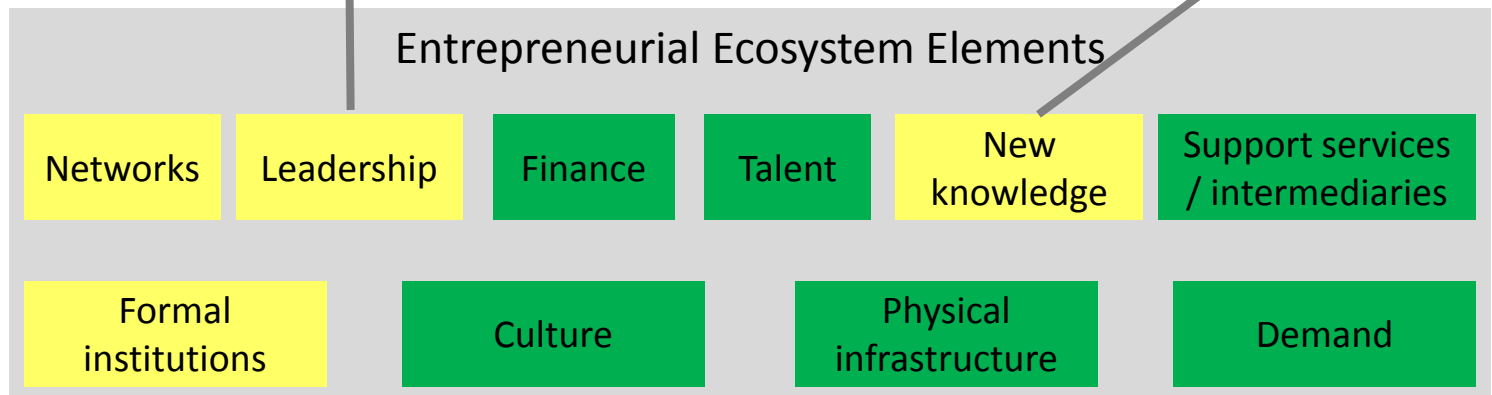 Entrepreneurial Ecosystem Elements
Networks
Leadership
Finance
Talent
New
knowledge
Support services
/ intermediaries
Formal
institutions
Culture
Physical
infrastructure
Demand